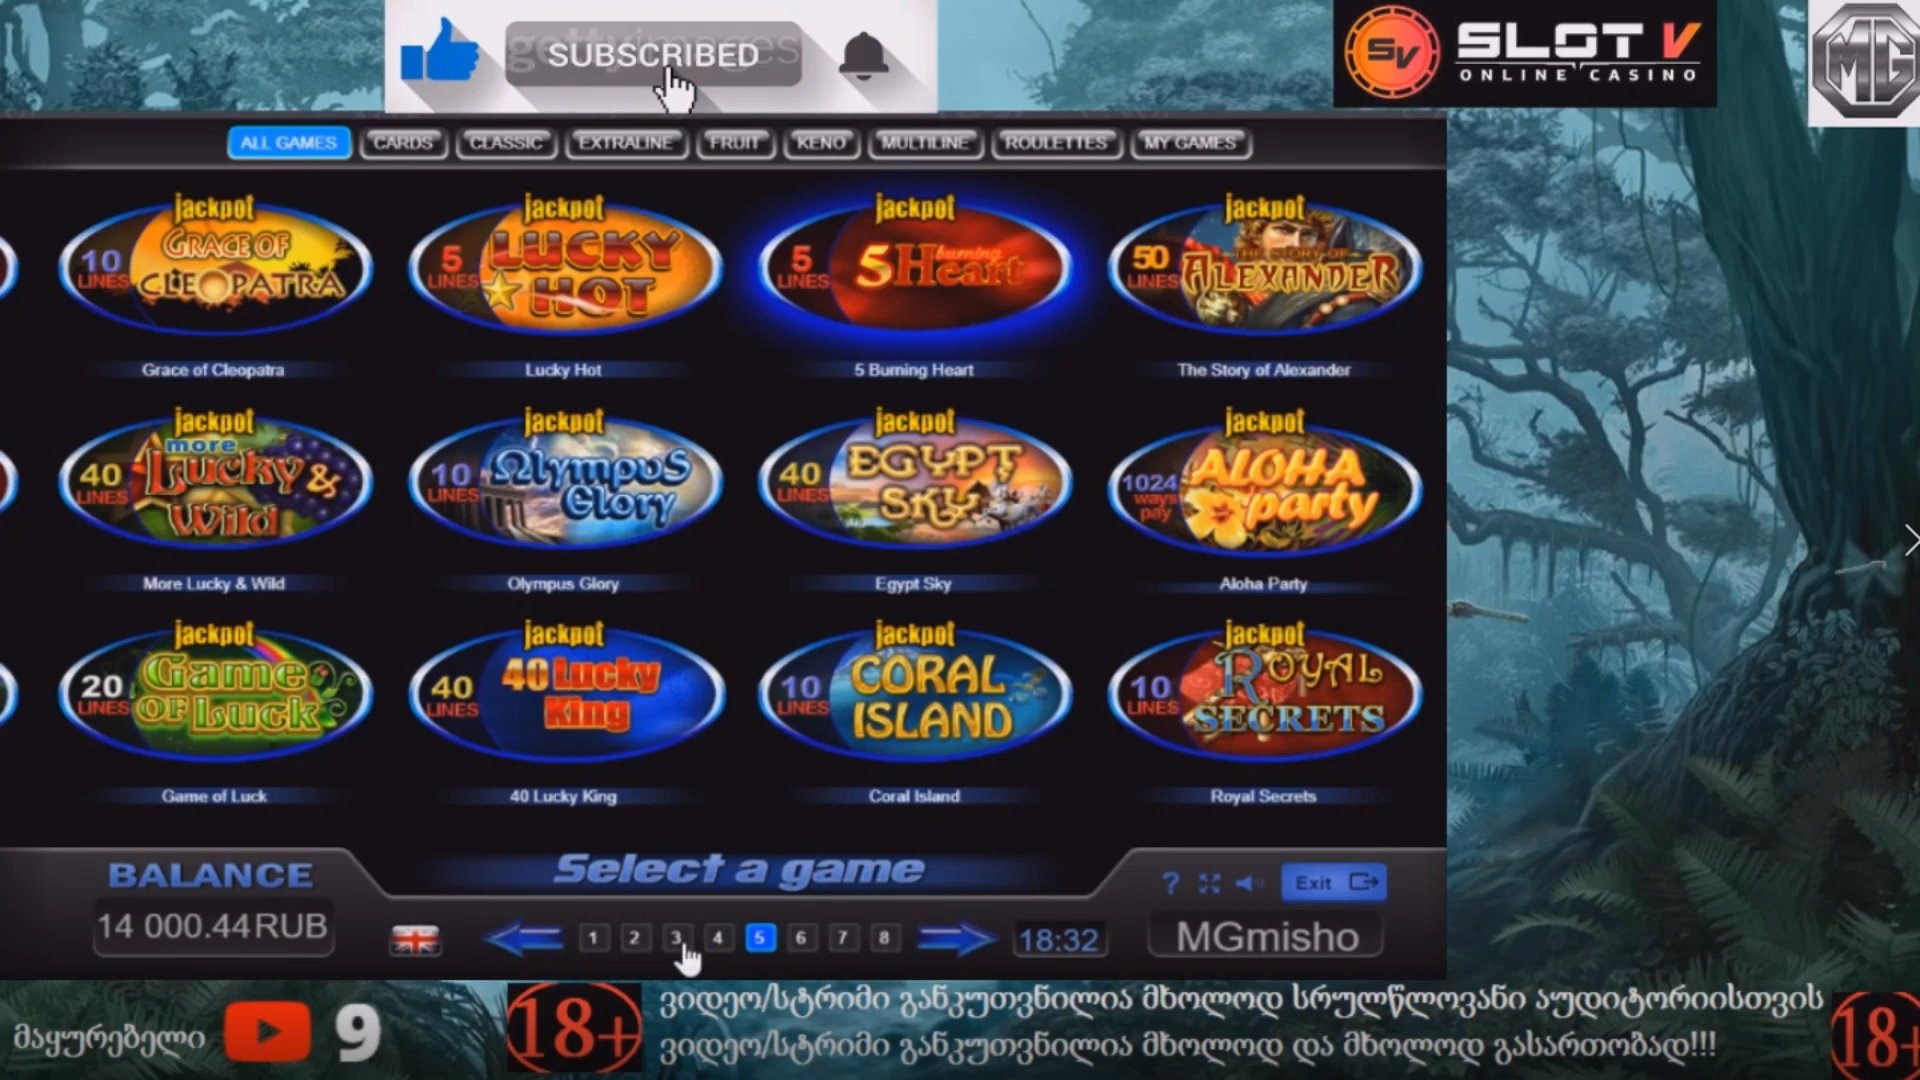 gettyimages
SUBSCRIBED
SV
SLOT V
ONLINE CASINO
MG
ALL GAMES
CARDS
CLASSIC
EXTRALINE
FRUIT
KENO
MULTILINE
ROULETTES
MY GAMES
jackpot
10
LINES
GRACE OF
CLEOPATRA
Grace of Cleopatra
jackpot
5
LINES
LUCKY
HOT
Lucky Hot
jackpot
5
LINES
5 burning
Heart
5 Burning Heart
jackpot
50
LINES
THE STORY OF
ALEXANDER
The Story of Alexander
jackpot
40
LINES
more
Lucky &
Wild
More Lucky & Wild
jackpot
10
LINES
Olympus
Glory
Olympus Glory
jackpot
40
LINES
EGYPT
SKY
Egypt Sky
jackpot
1024
ways
pay
ALOHA
party
Aloha Party
jackpot
20
LINES
Game
OF Luck
Game of Luck
jackpot
40
LINES
40 Lucky
King
40 Lucky King
jackpot
10
LINES
CORAL
ISLAND
Coral Island
jackpot
10
LINES
ROYAL
SECRETS
Royal Secrets
BALANCE
14 000.44RUB
Select a game
1 2 3 4 5 6 7 8
18:32
? Exit
MGmisho
მაყურებელი
9
18+
ვიდეო/სტრიმი განკუთვნილია მხოლოდ სრულწლოვანი აუდიტორიისთვის
ვიდეო/სტრიმი განკუთვნილია მხოლოდ და მხოლოდ გასართობად!!!
18+